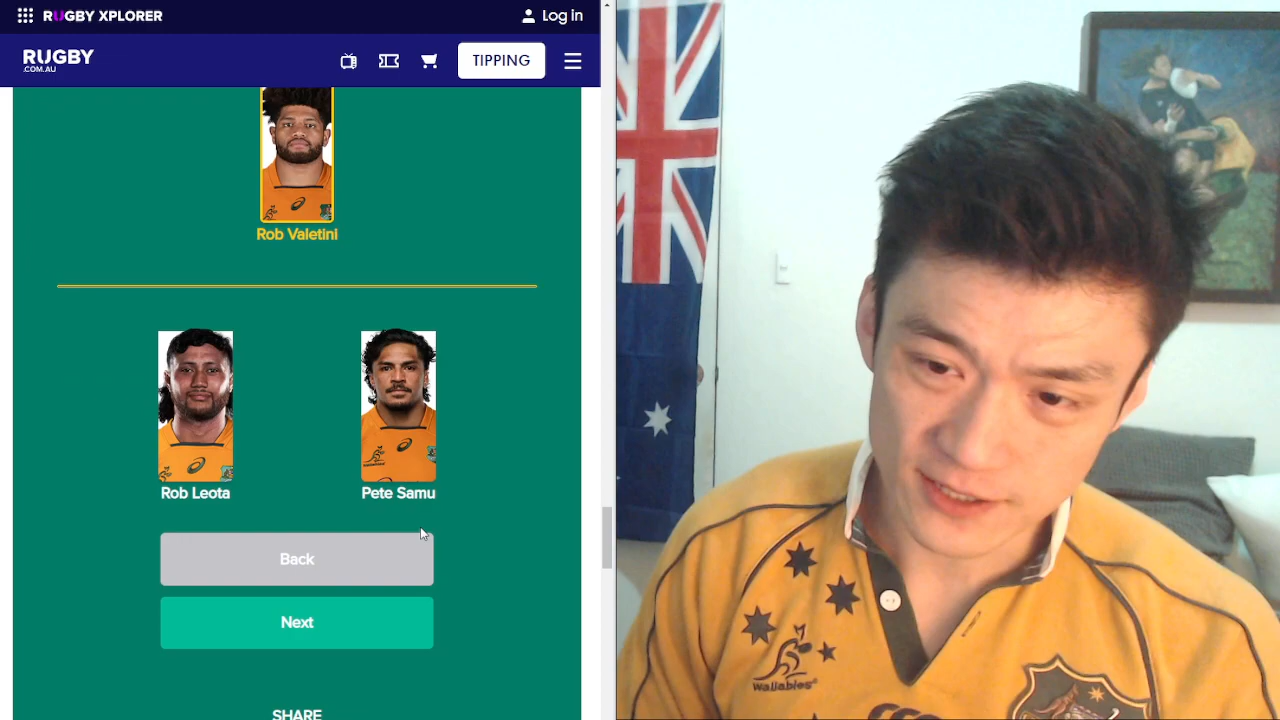 RUGBY XPLORER
Log in
RUGBY
.COM.AU
TIPPING
Rob Valetini
Rob Leota
Pete Samu
Back
Next
SHARE
Wallabies